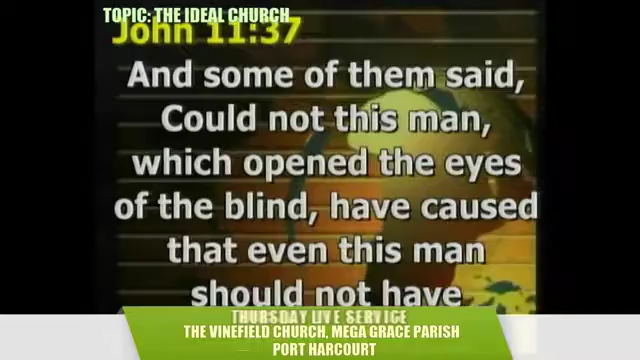 TOPIC: THE IDEAL CHURCH
John 11:37
And some of them said,
Could not this man,
which opened the eyes
of the blind, have caused
that even this man
should not have
THURSDAY LIVE SERVICE
THE VINEFIELD CHURCH, MEGA GRACE PARISH
PORT HARCOURT